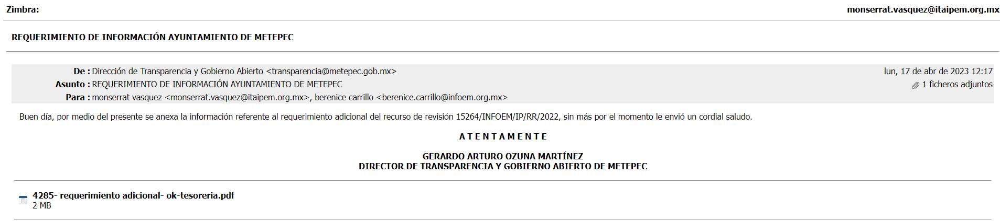 Zimbra: monserrat.vasquez@itaipem.org.mx
REQUERIMIENTO DE INFORMACIÓN AYUNTAMIENTO DE METEPEC
De : Dirección de Transparencia y Gobierno Abierto <transparencia@metepec.gob.mx> lun, 17 de abr de 2023 12:17
Asunto : REQUERIMIENTO DE INFORMACIÓN AYUNTAMIENTO DE METEPEC 1 ficheros adjuntos
Para : monserrat vasquez <monserrat.vasquez@itaipem.org.mx>, berenice carrillo <berenice.carrillo@infoem.org.mx>
Buen día, por medio del presente se anexa la información referente al requerimiento adicional del recurso de revisión 15264/INFOEM/IP/RR/2022, sin más por el momento le envió un cordial saludo.
A T E N T A M E N T E
GERARDO ARTURO OZUNA MARTÍNEZ
DIRECTOR DE TRANSPARENCIA Y GOBIERNO ABIERTO DE METEPEC
4285- requerimiento adicional- ok-tesoreria.pdf
2 MB